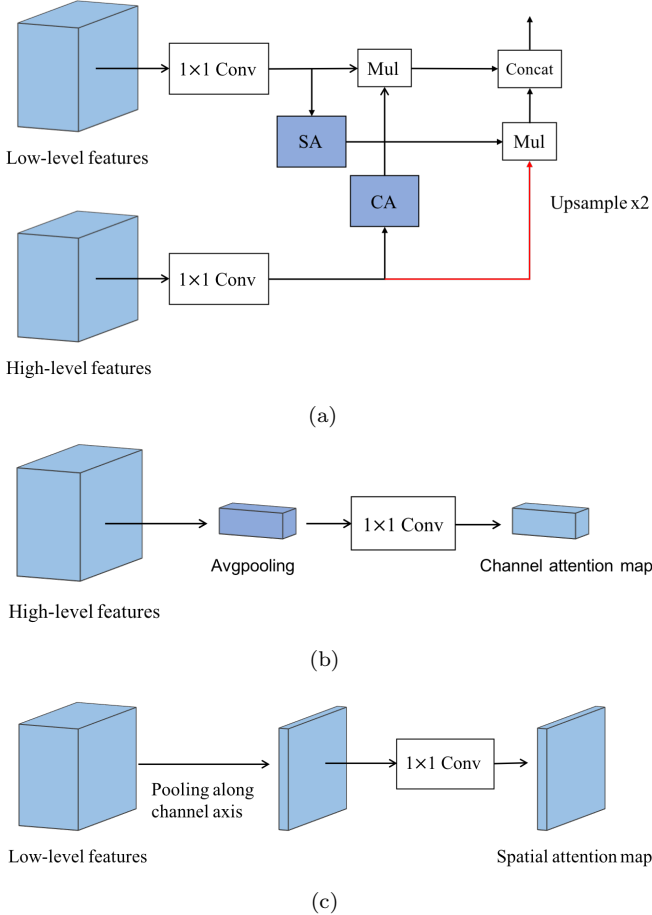 1×1 Conv
Mul
Concat
SA
Mul
Low-level features
CA
Upsample x2
1×1 Conv
High-level features
(a)
1×1 Conv
Avgpooling
Channel attention map
High-level features
(b)
1×1 Conv
Pooling along
channel axis
Low-level features
Spatial attention map
(c)